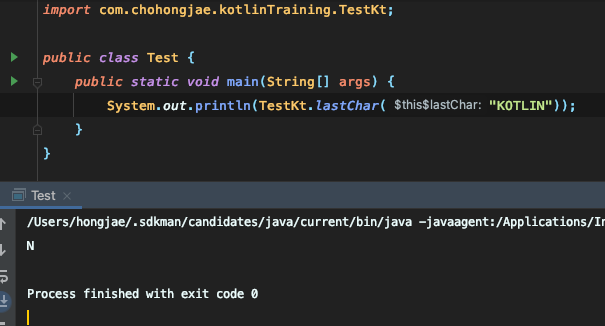 import com.chohongjae.kotlinTraining.TestKt;
public class Test {
public static void main(String[] args) {
System.out.println(TestKt.lastChar( $this$lastChar: "KOTLIN"));
}
}
Test ×
/Users/hongjae/.sdkman/candidates/java/current/bin/java -javaagent:/Applications/In
N
Process finished with exit code 0